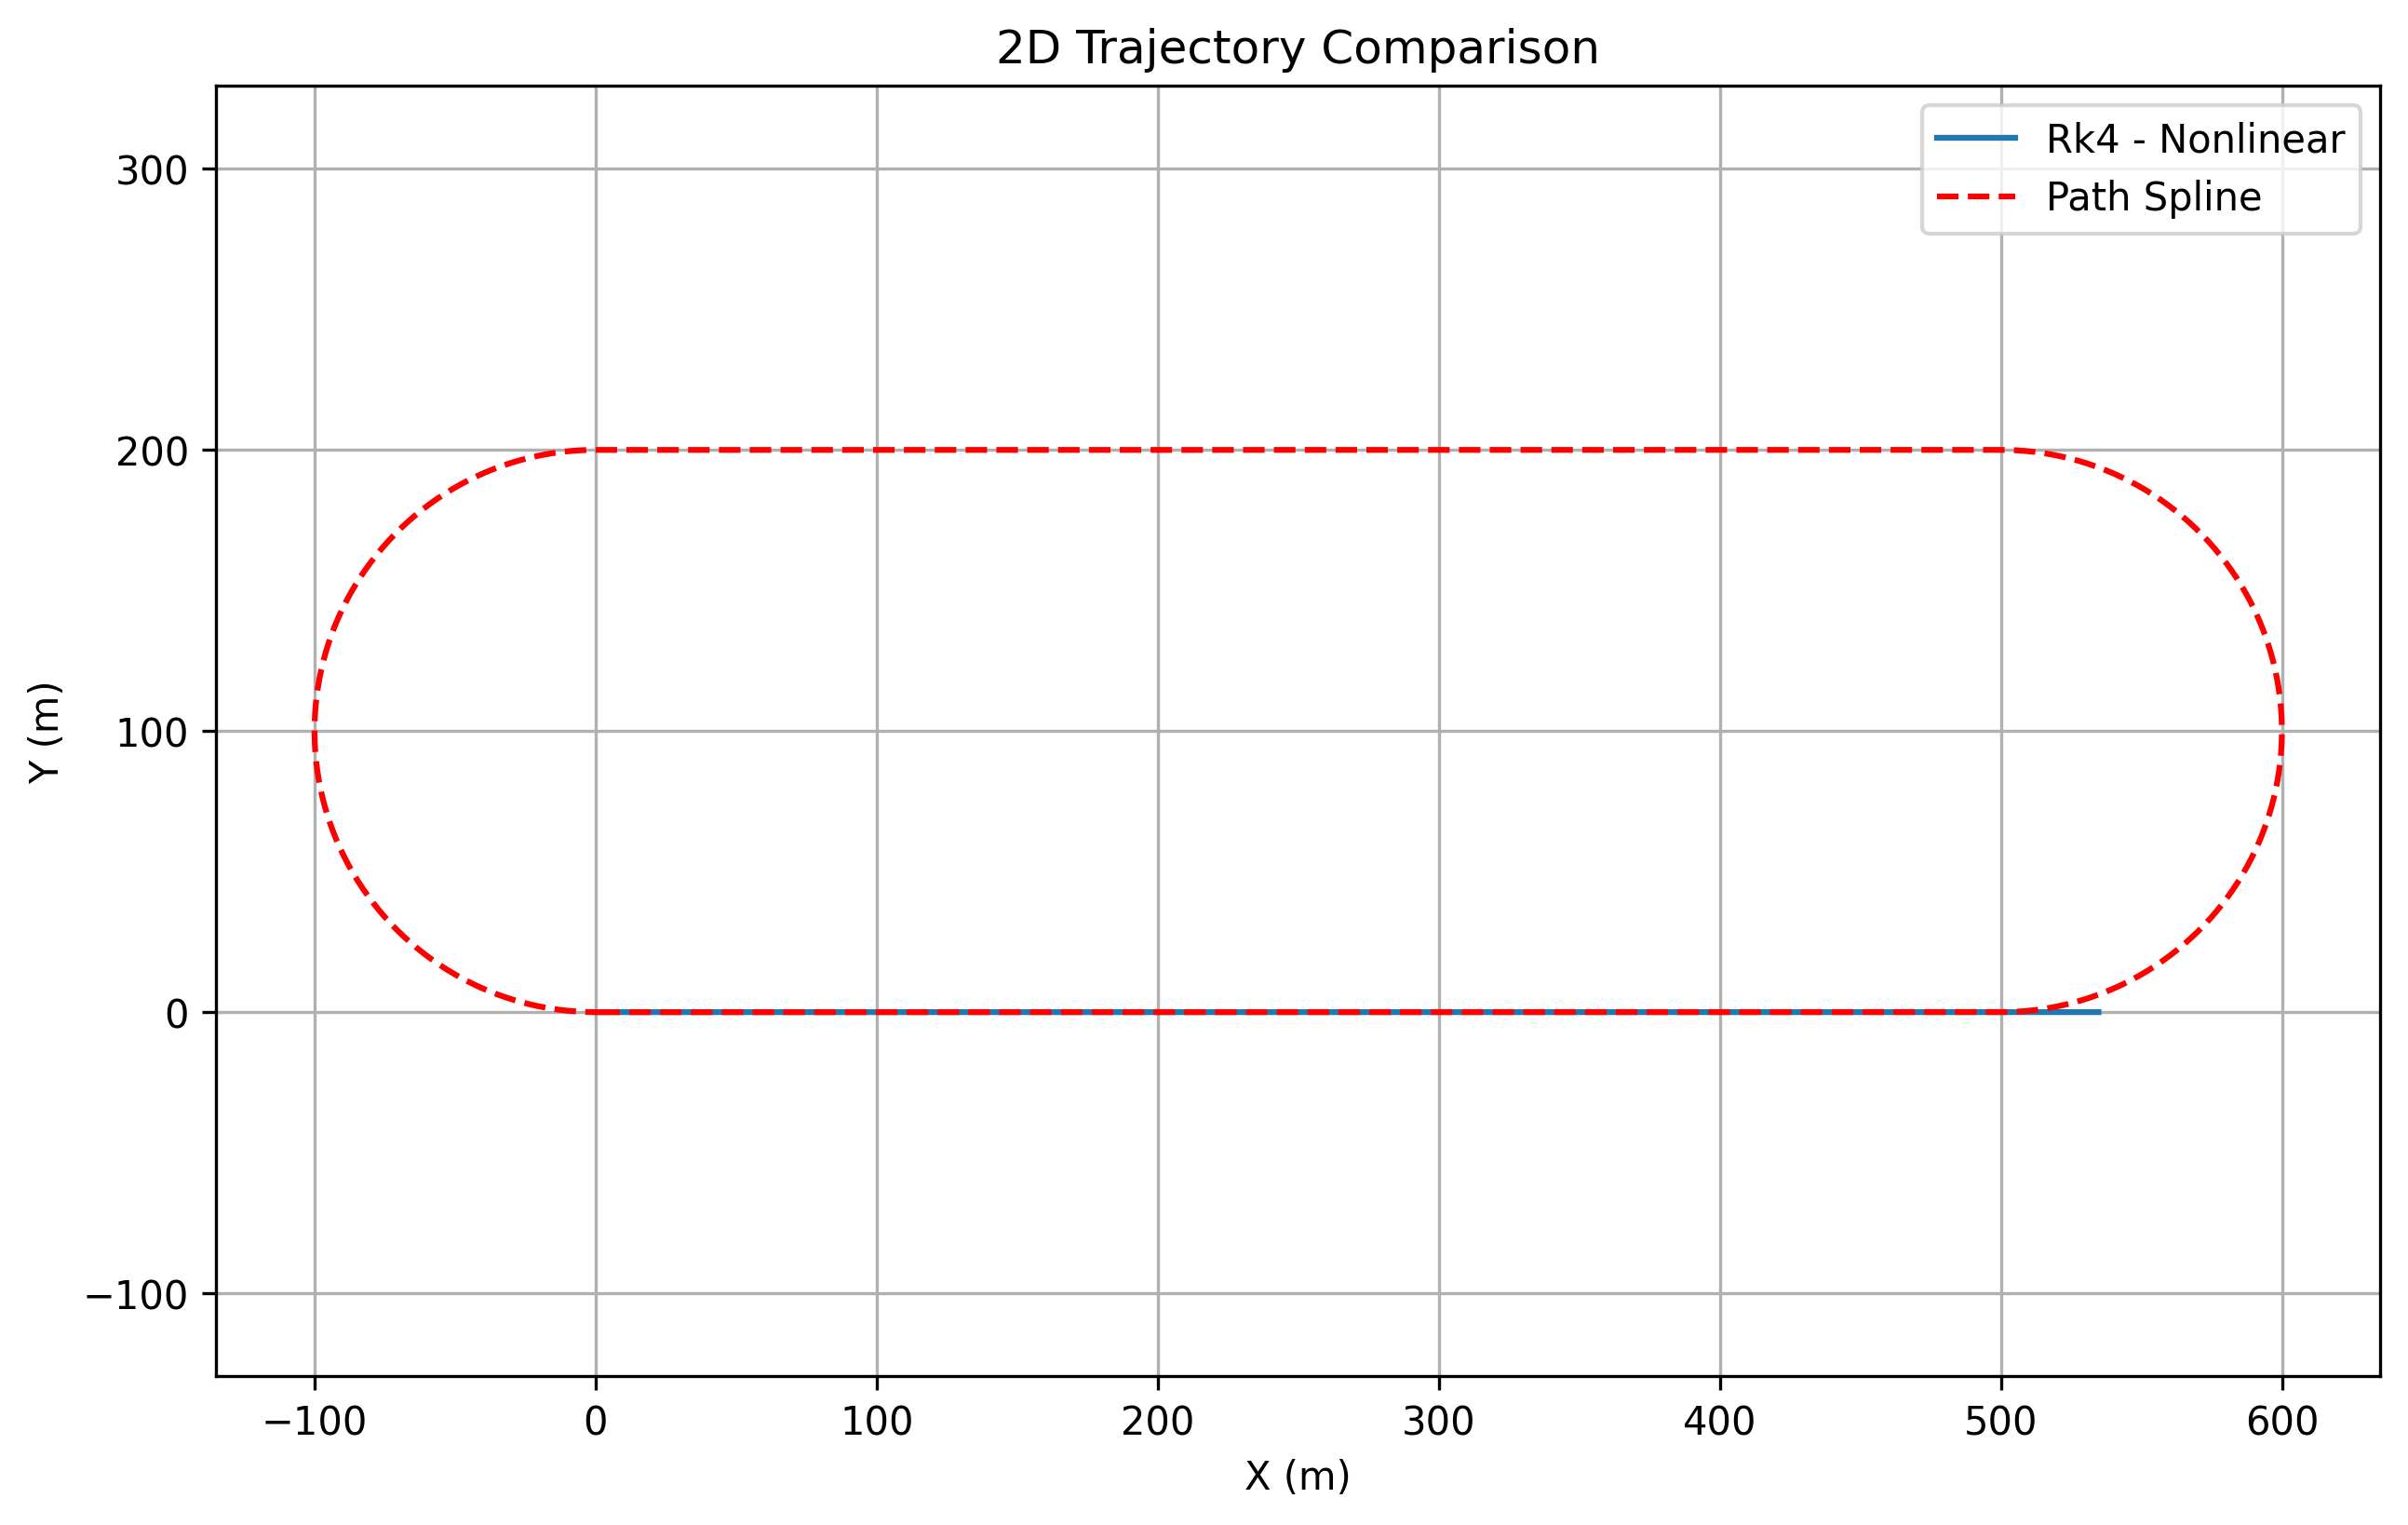 2D Trajectory Comparison
Rk4 - Nonlinear
Path Spline
300
200
100
0
−100
Y (m)
−100 0 100 200 300 400 500 600
X (m)